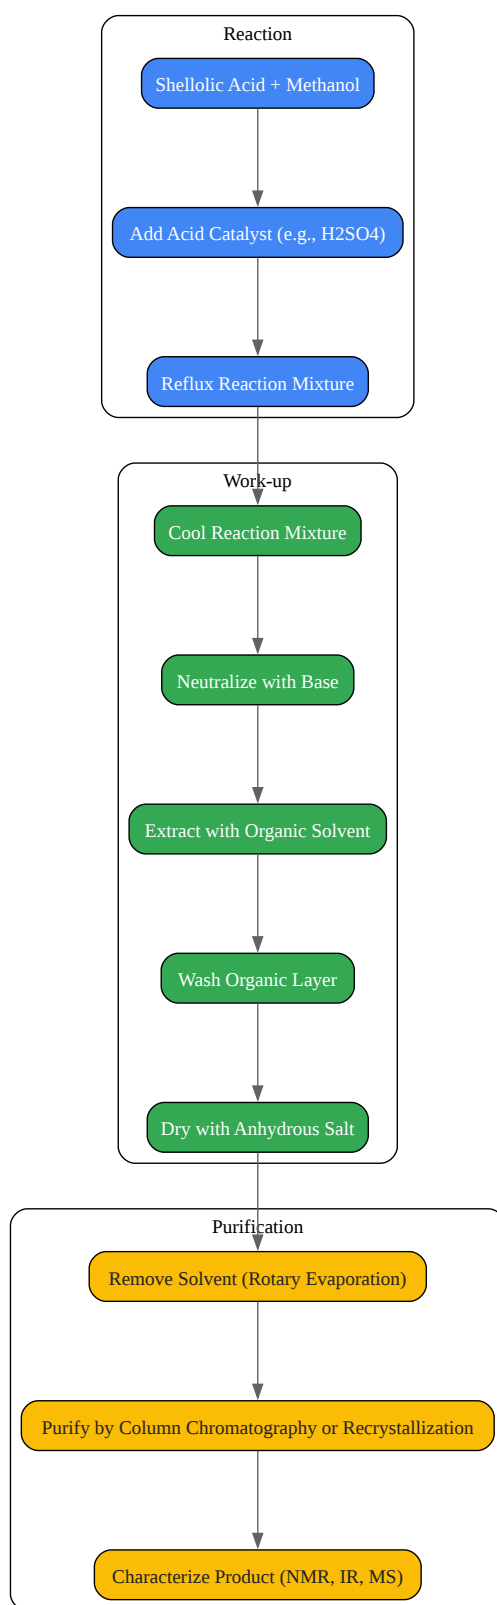 Reaction
Shellolic Acid + Methanol
Add Acid Catalyst (e.g., H2SO4)
Reflux Reaction Mixture
Work-up
Cool Reaction Mixture
Neutralize with Base
Extract with Organic Solvent
Wash Organic Layer
Dry with Anhydrous Salt
Purification
Remove Solvent (Rotary Evaporation)
Purify by Column Chromatography or Recrystallization
Characterize Product (NMR, IR, MS)